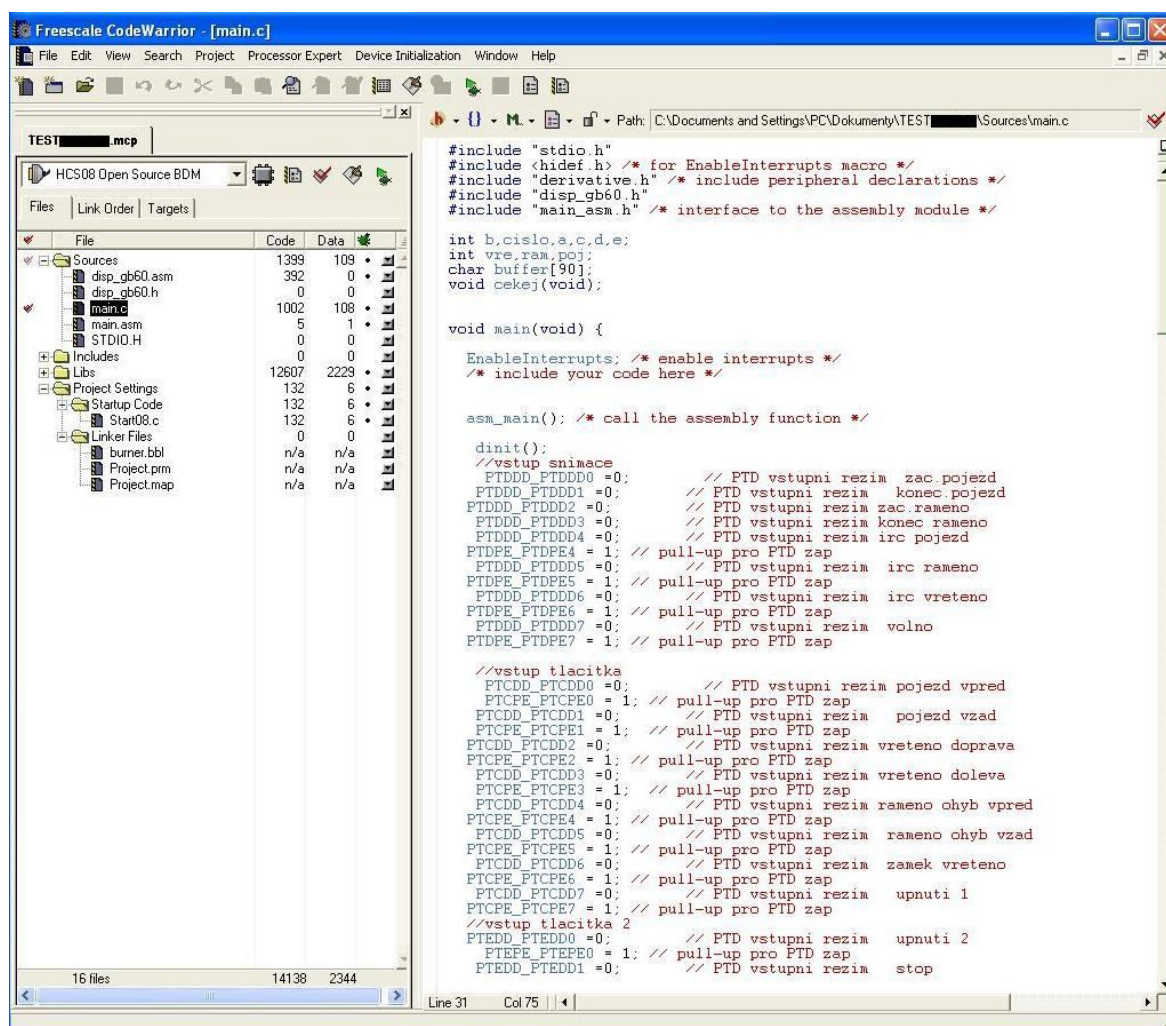 Freescale CodeWarrior - [main.c]
File Edit View Search Project Processor Expert Device Initialization Window Help
TEST .mcp
HCS08 Open Source BDM
Files Link Order Targets
File Code Data
Sources 1399 109
disp_gb60.asm 392 0
disp_gb60.h 0 0
main.c 1002 108
main.asm 5 1
STDIO.H 0 0
Includes 0 0
Libs 12607 2229
Project Settings 132 6
Startup Code 132 6
Start08.c 132 6
Linker Files 0 0
burner.bbl n/a n/a
Project.prm n/a n/a
Project.map n/a n/a
16 files 14138 2344
Path: C:\Documents and Settings\PC\Dokumenty\TEST \Sources\main.c
#include "stdio.h"
#include <hidef.h> /* for EnableInterrupts macro */
#include "derivative.h" /* include peripheral declarations */
#include "disp_gb60.h"
#include "main_asm.h" /* interface to the assembly module */
int b,cislo,a,c,d,e;
int vre,ram,poj;
char buffer[90];
void cekej(void);
void main(void) {
EnableInterrupts; /* enable interrupts */
/* include your code here */
asm_main(); /* call the assembly function */
dinit();
//vstup snimace
PTDDD_PTDDD0 =0; // PTD vstupni rezim zac.pojezd
PTDDD_PTDDD1 =0; // PTD vstupni rezim konec.pojezd
PTDDD_PTDDD2 =0; // PTD vstupni rezim zac.rameno
PTDDD_PTDDD3 =0; // PTD vstupni rezim konec rameno
PTDDD_PTDDD4 =0; // PTD vstupni rezim irc pojezd
PTDPE_PTDPE4 = 1; // pull-up pro PTD zap
PTDDD_PTDDD5 =0; // PTD vstupni rezim irc rameno
PTDPE_PTDPE5 = 1; // pull-up pro PTD zap
PTDDD_PTDDD6 =0; // PTD vstupni rezim irc vreteno
PTDPE_PTDPE6 = 1; // pull-up pro PTD zap
PTDDD_PTDDD7 =0; // PTD vstupni rezim volno
PTDPE_PTDPE7 = 1; // pull-up pro PTD zap
//vstup tlacitka
PTCDD_PTCDD0 =0; // PTD vstupni rezim pojezd vpred
PTCPE_PTCPE0 = 1; // pull-up pro PTD zap
PTCDD_PTCDD1 =0; // PTD vstupni rezim pojezd vzad
PTCPE_PTCPE1 = 1; // pull-up pro PTD zap
PTCDD_PTCDD2 =0; // PTD vstupni rezim vreteno doprava
PTCPE_PTCPE2 = 1; // pull-up pro PTD zap
PTCDD_PTCDD3 =0; // PTD vstupni rezim vreteno doleva
PTCPE_PTCPE3 = 1; // pull-up pro PTD zap
PTCDD_PTCDD4 =0; // PTD vstupni rezim rameno ohyb vpred
PTCPE_PTCPE4 = 1; // pull-up pro PTD zap
PTCDD_PTCDD5 =0; // PTD vstupni rezim rameno ohyb vzad
PTCPE_PTCPE5 = 1; // pull-up pro PTD zap
PTCDD_PTCDD6 =0; // PTD vstupni rezim zamek vreteno
PTCPE_PTCPE6 = 1; // pull-up pro PTD zap
PTCDD_PTCDD7 =0; // PTD vstupni rezim upnuti 1
PTCPE_PTCPE7 = 1; // pull-up pro PTD zap
//vstup tlacitka 2
PTEDD_PTEDD0 =0; // PTD vstupni rezim upnuti 2
PTEPE_PTEPE0 = 1; // pull-up pro PTD zap
PTEDD_PTEDD1 =0; // PTD vstupni rezim stop
Line 31 Col 75